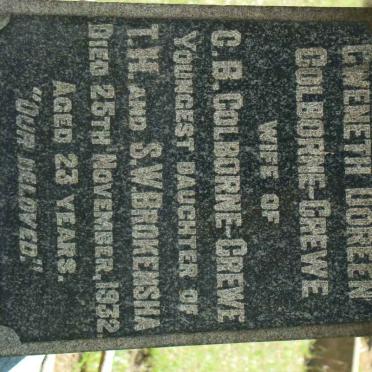 GWENETH DOREEN
COLBORNE-GREVE
WIFE OF
C.B. COLBORNE-GREVE
YOUNGEST DAUGHTER OF
T.H. AND S.V. BROKENSHA
DIED 25TH NOVEMBER, 1932.
AGED 23 YEARS.
"OUR BELOVED."